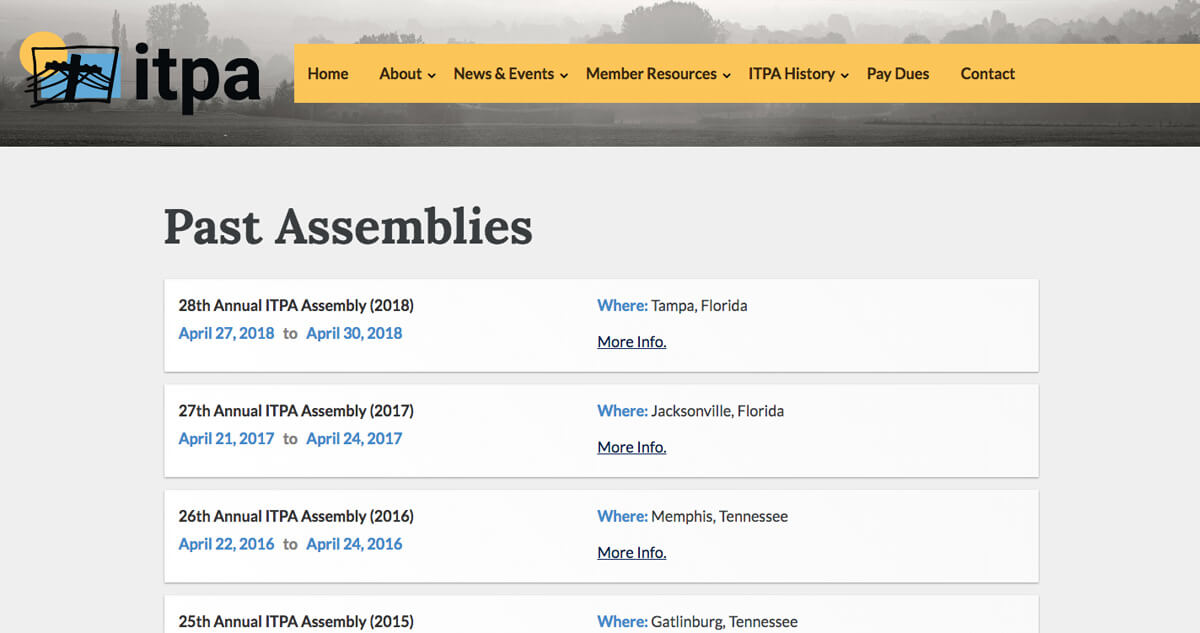 itpa
Home About News & Events Member Resources ITPA History Pay Dues Contact
Past Assemblies
28th Annual ITPA Assembly (2018)
April 27, 2018 to April 30, 2018
Where: Tampa, Florida
More Info.
27th Annual ITPA Assembly (2017)
April 21, 2017 to April 24, 2017
Where: Jacksonville, Florida
More Info.
26th Annual ITPA Assembly (2016)
April 22, 2016 to April 24, 2016
Where: Memphis, Tennessee
More Info.
25th Annual ITPA Assembly (2015)
Where: Gatlinburg, Tennessee